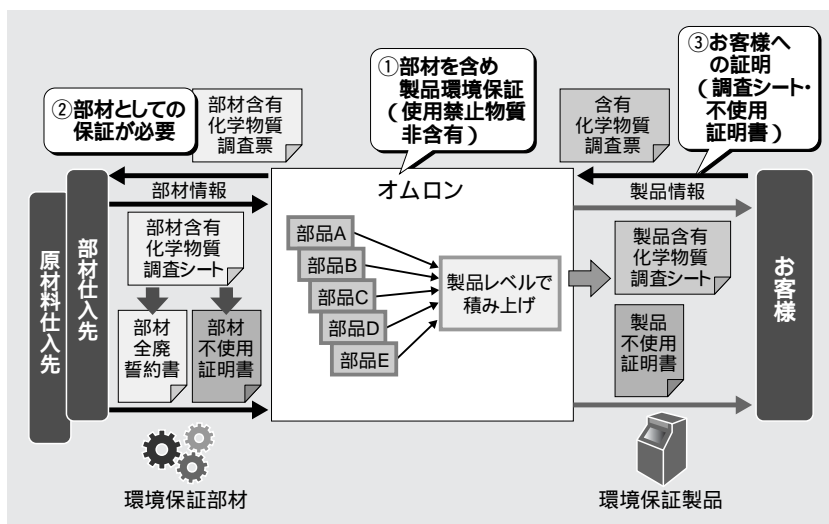 ①部材を含め
製品環境保証
(使用禁止物質
非含有)
②部材としての
保証が必要
③お客様へ
の証明
(調査シート・
不使用
証明書)
部材含有
化学物質
調査票
含有
化学物質
調査票
部材情報
オムロン
製品情報
原材料仕入先
部材仕入先
部材含有
化学物質
調査シート
部材
全廃
誓約書
部材
不使用
証明書
部品A
部品B
部品C
部品D
部品E
製品レベルで
積み上げ
製品含有
化学物質
調査シート
製品
不使用
証明書
お客様
環境保証部材
環境保証製品